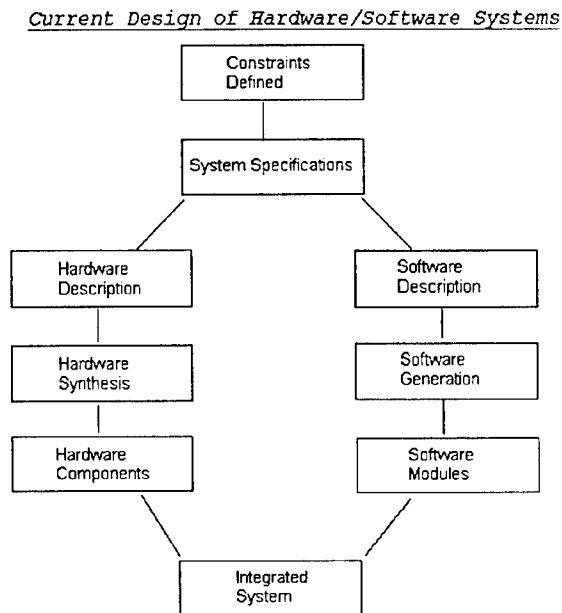 Current Design of Hardware/Software Systems
Constraints
Defined
System Specifications
Hardware
Description
Software
Description
Hardware
Synthesis
Software
Generation
Hardware
Components
Software
Modules
Integrated
System